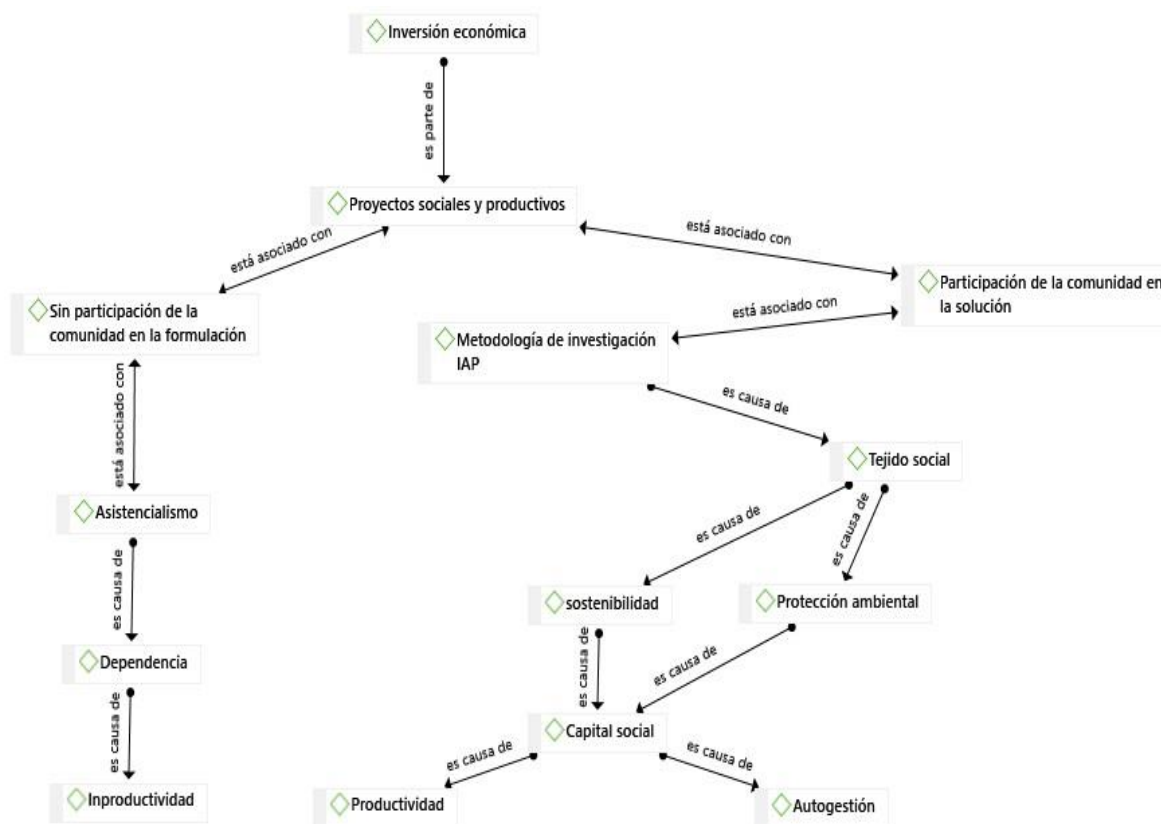 Inversión económica
es parte de
Proyectos sociales y productivos
está asociado con
está asociado con
Sin participación de la
comunidad en la formulación
Participación de la comunidad en
la solución
está asociado con
Metodología de investigación
IAP
está asociado con
es causa de
Tejido social
Asistencialismo
es causa de
es causa de
es causa de
sostenibilidad
Protección ambiental
Dependencia
es causa de
es causa de
es causa de
Capital social
es causa de
es causa de
Inproductividad
Productividad
Autogestión